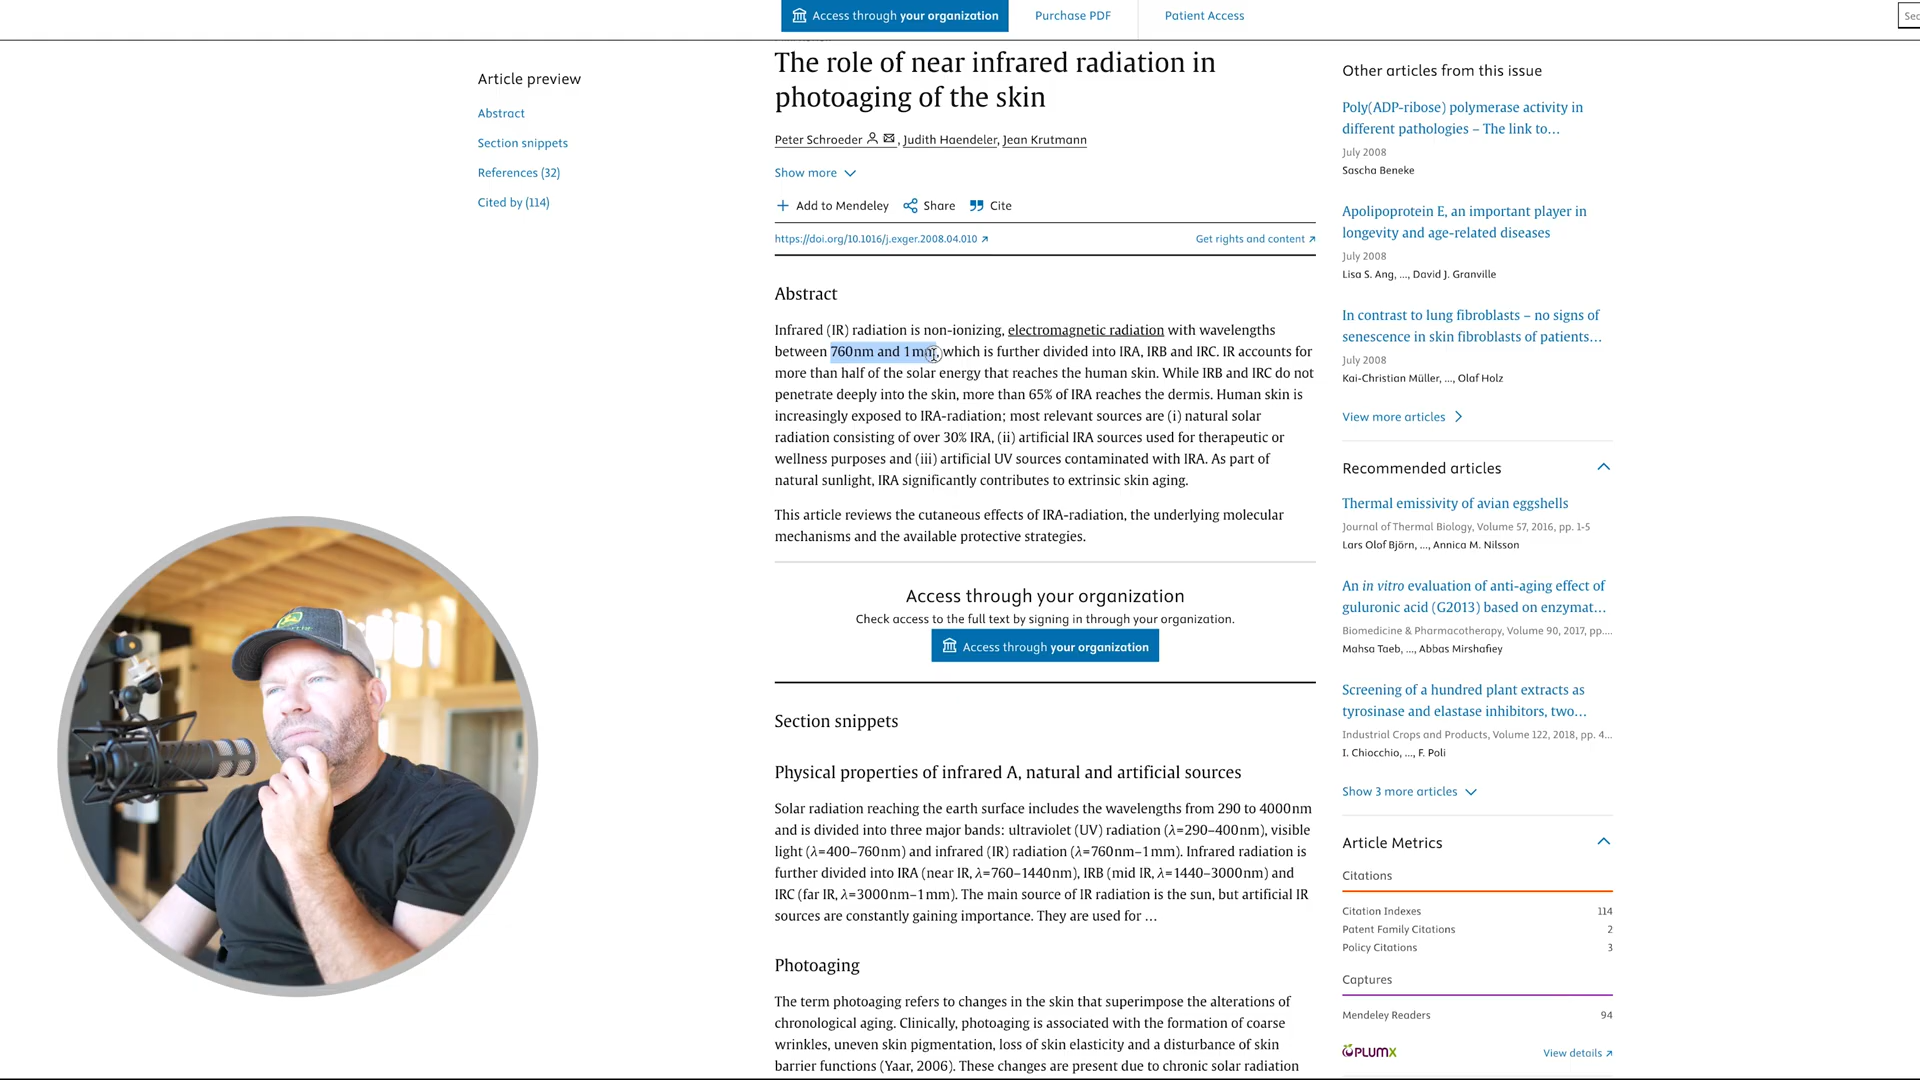 Access through your organization
Purchase PDF
Patient Access
Article preview
Abstract
Section snippets
References (32)
Cited by (114)
The role of near infrared radiation in
photoaging of the skin
Peter Schroeder, Judith Haendeler, Jean Krutmann
Show more
Add to Mendeley
Share
Cite
https://doi.org/10.1016/j.exger.2008.04.010
Get rights and content
Abstract
Infrared (IR) radiation is non-ionizing, electromagnetic radiation with wavelengths
between 760nm and 1mm, which is further divided into IRA, IRB and IRC. IR accounts for
more than half of the solar energy that reaches the human skin. While IRB and IRC do not
penetrate deeply into the skin, more than 65% of IRA reaches the dermis. Human skin is
increasingly exposed to IRA-radiation; most relevant sources are (i) natural solar
radiation consisting of over 30% IRA, (ii) artificial IRA sources used for therapeutic or
wellness purposes and (iii) artificial UV sources contaminated with IRA. As part of
natural sunlight, IRA significantly contributes to extrinsic skin aging.
This article reviews the cutaneous effects of IRA-radiation, the underlying molecular
mechanisms and the available protective strategies.
Access through your organization
Check access to the full text by signing in through your organization.
Access through your organization
Section snippets
Physical properties of infrared A, natural and artificial sources
Solar radiation reaching the earth surface includes the wavelengths from 290 to 4000nm
and is divided into three major bands: ultraviolet (UV) radiation (λ=290–400nm), visible
light (λ=400–760nm) and infrared (IR) radiation (λ=760nm–1mm). Infrared radiation is
further divided into IRA (near IR, λ=760–1440nm), IRB (mid IR, λ=1440–3000nm) and
IRC (far IR, λ=3000nm–1mm). The main source of IR radiation is the sun, but artificial IR
sources are constantly gaining importance. They are used for …
Photoaging
The term photoaging refers to changes in the skin that superimpose the alterations of
chronological aging. Clinically, photoaging is associated with the formation of coarse
wrinkles, uneven skin pigmentation, loss of skin elasticity and a disturbance of skin
barrier functions (Yaar, 2006). These changes are present due to chronic solar radiation
Other articles from this issue
Poly(ADP-ribose) polymerase activity in
different pathologies – The link to…
July 2008
Sascha Beneke
Apolipoprotein E, an important player in
longevity and age-related diseases
July 2008
Lisa S. Ang, ..., David J. Granville
In contrast to lung fibroblasts – no signs of
senescence in skin fibroblasts of patients…
July 2008
Kai-Christian Müller, ..., Olaf Holz
View more articles
Recommended articles
Thermal emissivity of avian eggshells
Journal of Thermal Biology, Volume 57, 2016, pp. 1-5
Lars Olof Björn, ..., Annica M. Nilsson
An in vitro evaluation of anti-aging effect of
guluronic acid (G2013) based on enzymat…
Biomedicine & Pharmacotherapy, Volume 90, 2017, pp....
Mahsa Taeb, ..., Abbas Mirshafiey
Screening of a hundred plant extracts as
tyrosinase and elastase inhibitors, two…
Industrial Crops and Products, Volume 122, 2018, pp. 4...
I. Chiocchio, ..., F. Poli
Show 3 more articles
Article Metrics
Citations
Citation Indexes 114
Patent Family Citations 2
Policy Citations 3
Captures
Mendeley Readers 94
PLUMX
View details